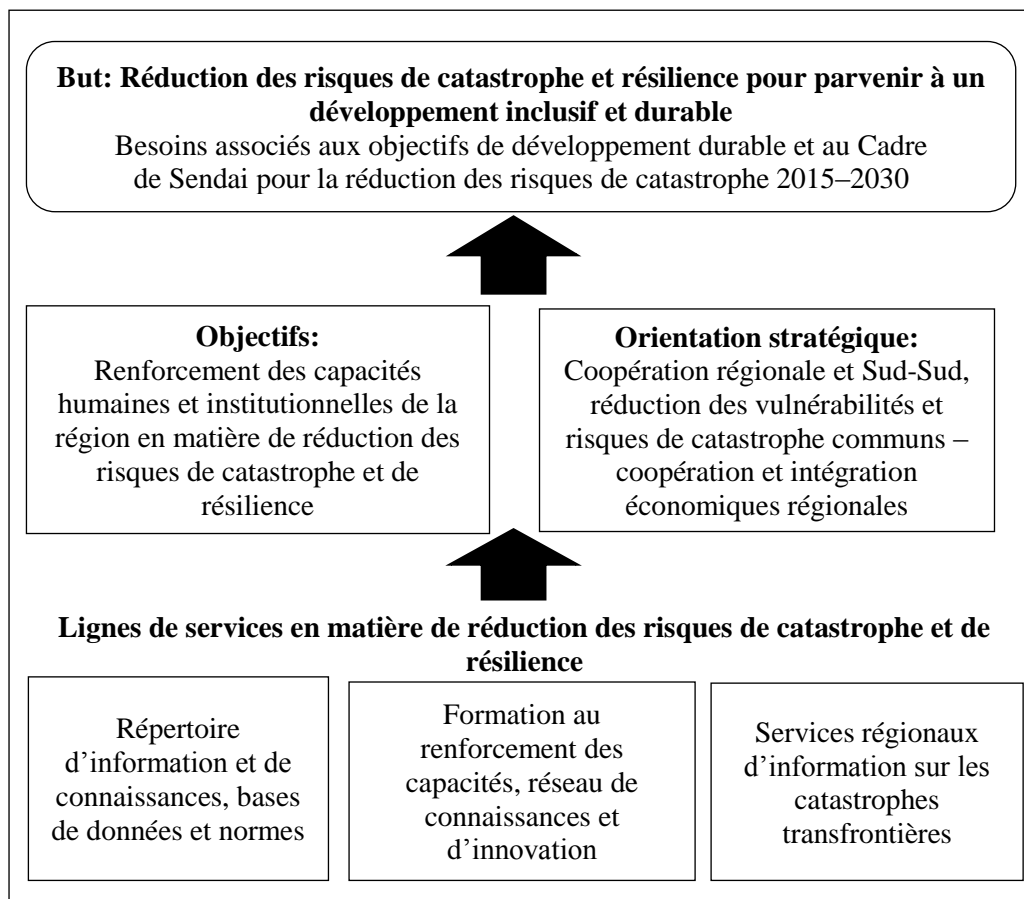 But: Réduction des risques de catastrophe et résilience pour parvenir à un
développement inclusif et durable
Besoins associés aux objectifs de développement durable et au Cadre
de Sendai pour la réduction des risques de catastrophe 2015–2030
Objectifs:
Renforcement des capacités
humaines et institutionnelles de la
région en matière de réduction des
risques de catastrophe et de
résilience
Orientation stratégique:
Coopération régionale et Sud-Sud,
réduction des vulnérabilités et
risques de catastrophe communs –
coopération et intégration
économiques régionales
Lignes de services en matière de réduction des risques de catastrophe et de
résilience
Répertoire
d’information et de
connaissances, bases
de données et normes
Formation au
renforcement des
capacités, réseau de
connaissances et
d’innovation
Services régionaux
d’information sur les
catastrophes
transfrontières